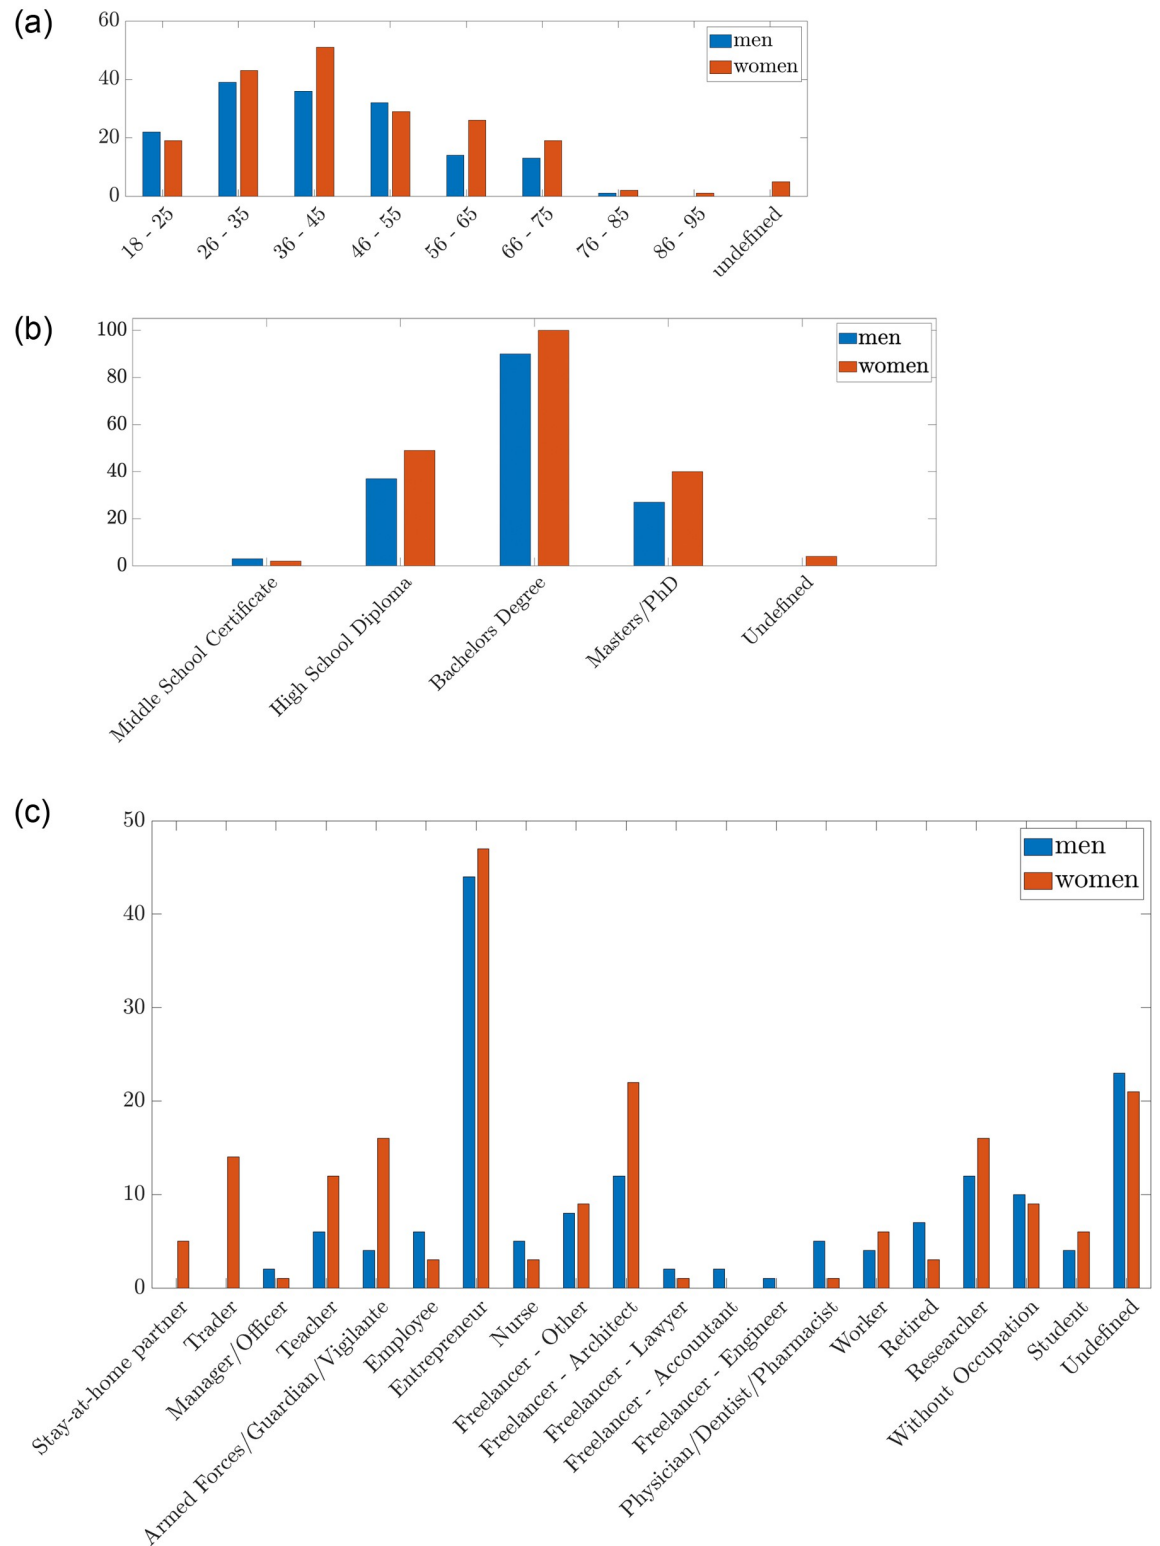 (a)
60
40
20
0
men
women
18 - 25
26 - 35
36 - 45
46 - 55
56 - 65
66 - 75
76 - 85
86 - 95
undefined
(b)
100
80
60
40
20
0
men
women
Middle School Certificate
High School Diploma
Bachelors Degree
Masters/PhD
Undefined
(c)
50
40
30
20
10
0
men
women
Stay-at-home partner
Trader
Manager/Officer
Teacher
Armed Forces/Guardian/Vigilante
Employee
Entrepreneur
Nurse
Freelancer - Other
Freelancer - Architect
Freelancer - Lawyer
Freelancer - Accountant
Freelancer - Engineer
Physician/Dentist/Pharmacist
Worker
Retired
Researcher
Without Occupation
Student
Undefined